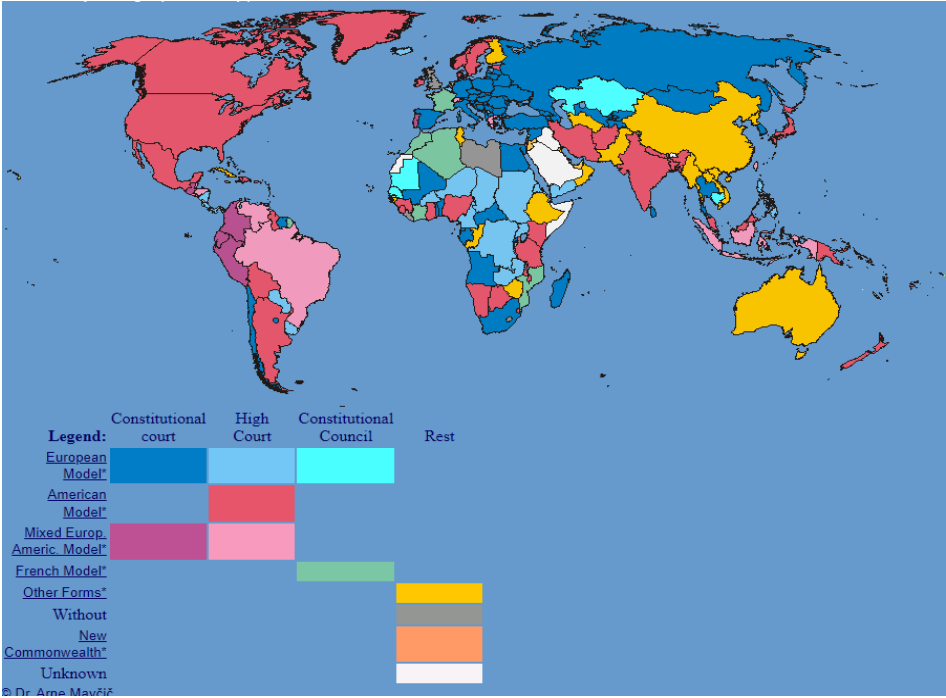 Constitutional High Constitutional
Legend: court Court Council Rest
European
Model*
American
Model*
Mixed Europ.
Americ. Model*
French Model*
Other Forms*
Without
New
Commonwealth*
Unknown
© Dr. Arne Mavčič